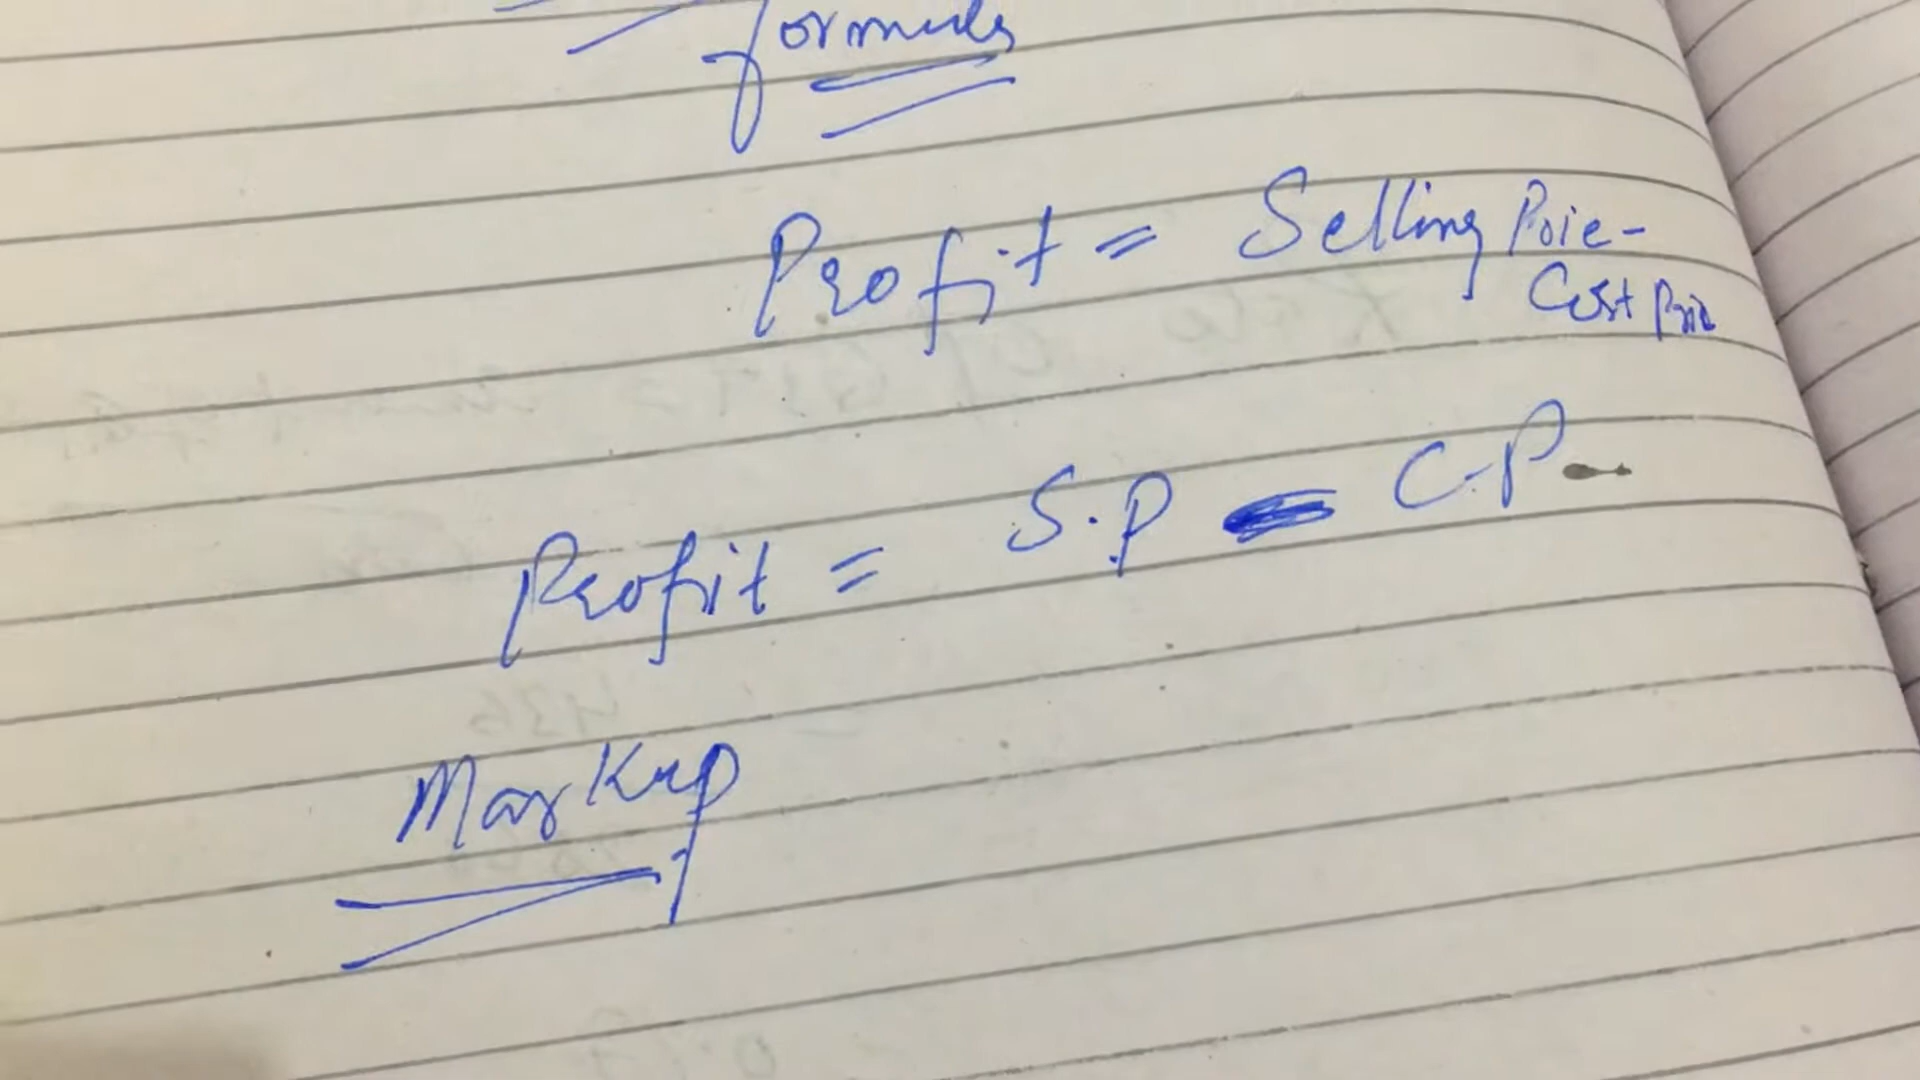 formula
Profit = Selling Price -
Cost Price
Profit = S.P - C.P
Markup